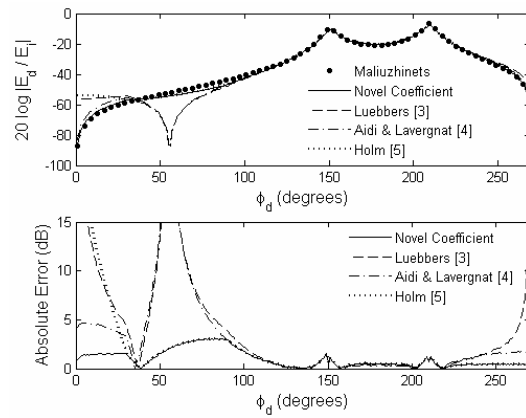 0
-20
-40
-60
-80
-100
20 log |E_d / E_i|
Maliuzhinets
Novel Coefficient
Luebbers [3]
Aidi & Lavergnat [4]
Holm [5]
0 50 100 150 200 250
ϕ_d (degrees)
15
10
5
0
Absolute Error (dB)
Novel Coefficient
Luebbers [3]
Aidi & Lavergnat [4]
Holm [5]
0 50 100 150 200 250
ϕ_d (degrees)